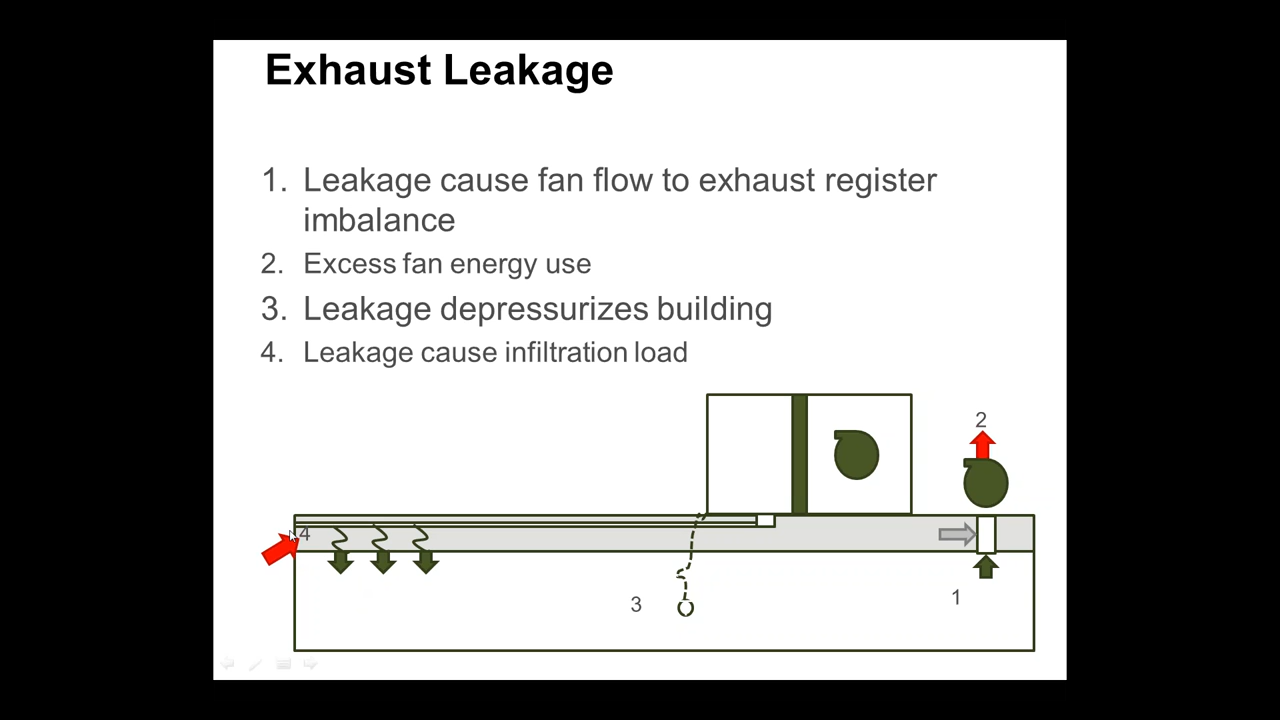 Exhaust Leakage
1. Leakage cause fan flow to exhaust register
imbalance
2. Excess fan energy use
3. Leakage depressurizes building
4. Leakage cause infiltration load
2
4
3
1